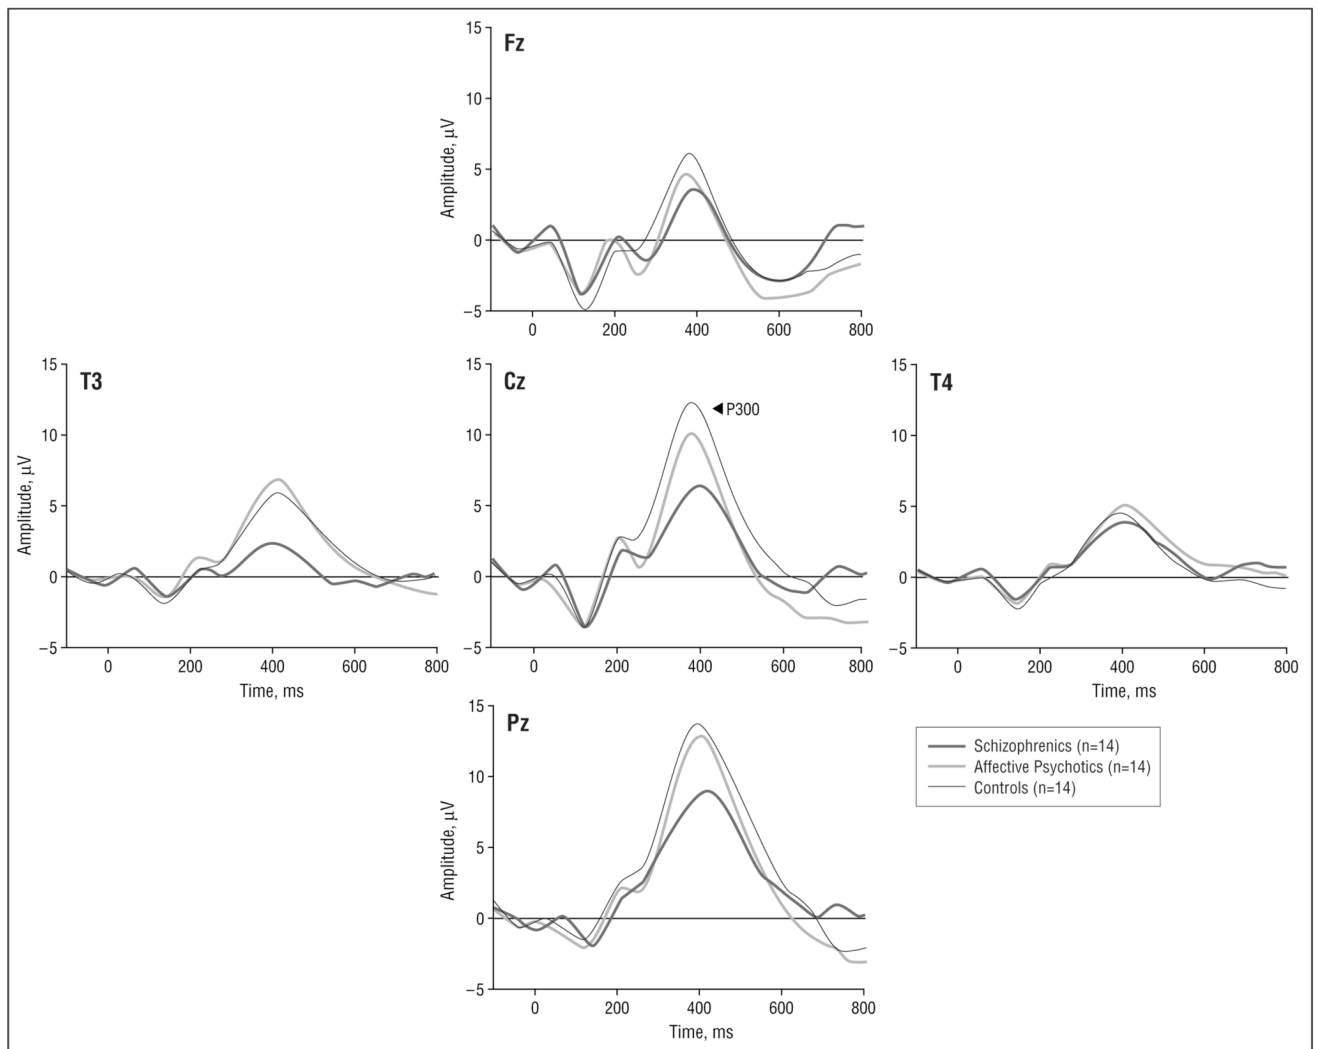 Fz
15
10
5
0
−5
Amplitude, μV
0 200 400 600 800
T3
15
10
5
0
−5
Amplitude, μV
0 200 400 600 800
Time, ms
Cz
15
10
5
0
−5
Amplitude, μV
◄ P300
0 200 400 600 800
T4
15
10
5
0
−5
Amplitude, μV
0 200 400 600 800
Time, ms
Pz
15
10
5
0
−5
Amplitude, μV
0 200 400 600 800
Time, ms
Schizophrenics (n=14)
Affective Psychotics (n=14)
Controls (n=14)